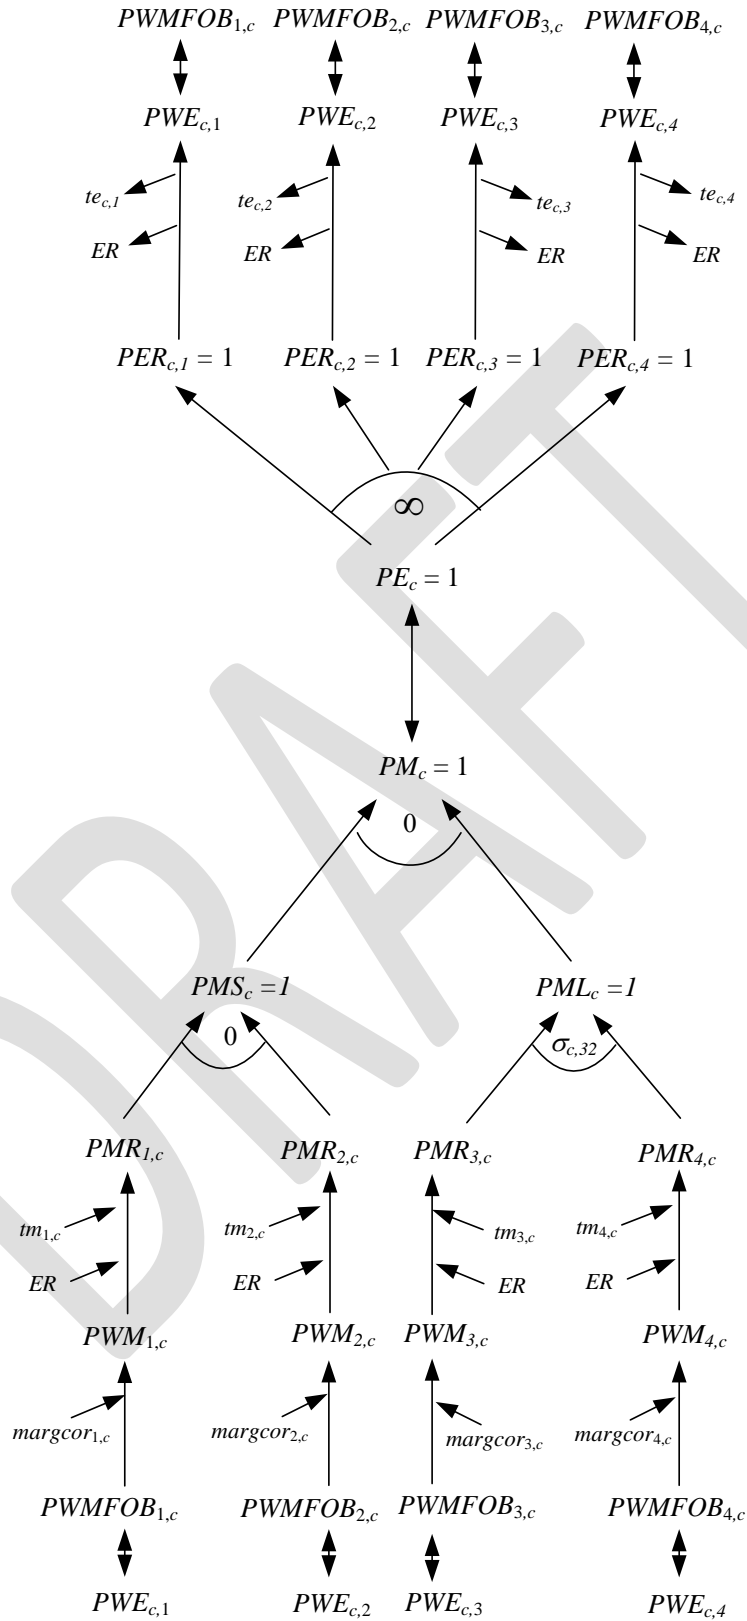 PWMFOB1,c PWMFOB2,c PWMFOB3,c PWMFOB4,c
PWEc,1 PWEc,2 PWEc,3 PWEc,4
tec,1 tec,2 tec,3 tec,4
ER ER ER ER
PERc,1 = 1 PERc,2 = 1 PERc,3 = 1 PERc,4 = 1
∞
PEc = 1
PMc = 1
0
PMSc =1 PMLc =1
0 σc,32
PMR1,c PMR2,c PMR3,c PMR4,c
tm1,c tm2,c tm3,c tm4,c
ER ER ER ER
PWM1,c PWM2,c PWM3,c PWM4,c
margcor1,c margcor2,c margcor3,c margcor4,c
PWMFOB1,c PWMFOB2,c PWMFOB3,c PWMFOB4,c
PWEc,1 PWEc,2 PWEc,3 PWEc,4
DRAFT